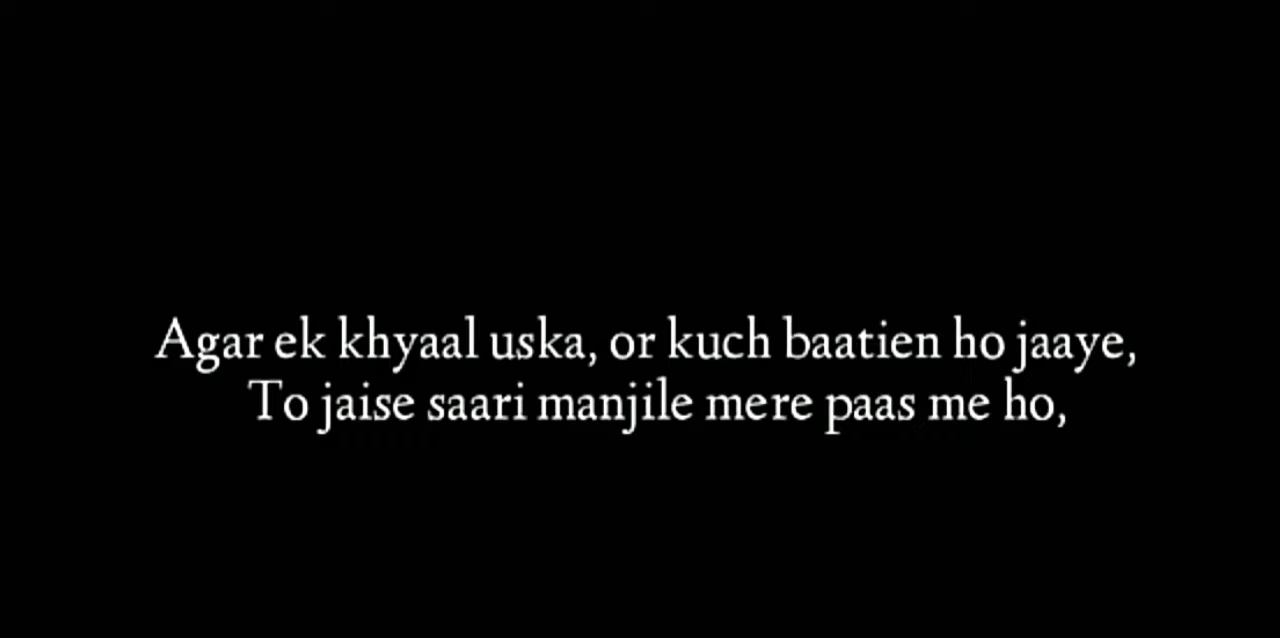 Agar ek khyaal uska, or kuch baatien ho jaaye,
To jaise saari manjile mere paas me ho,